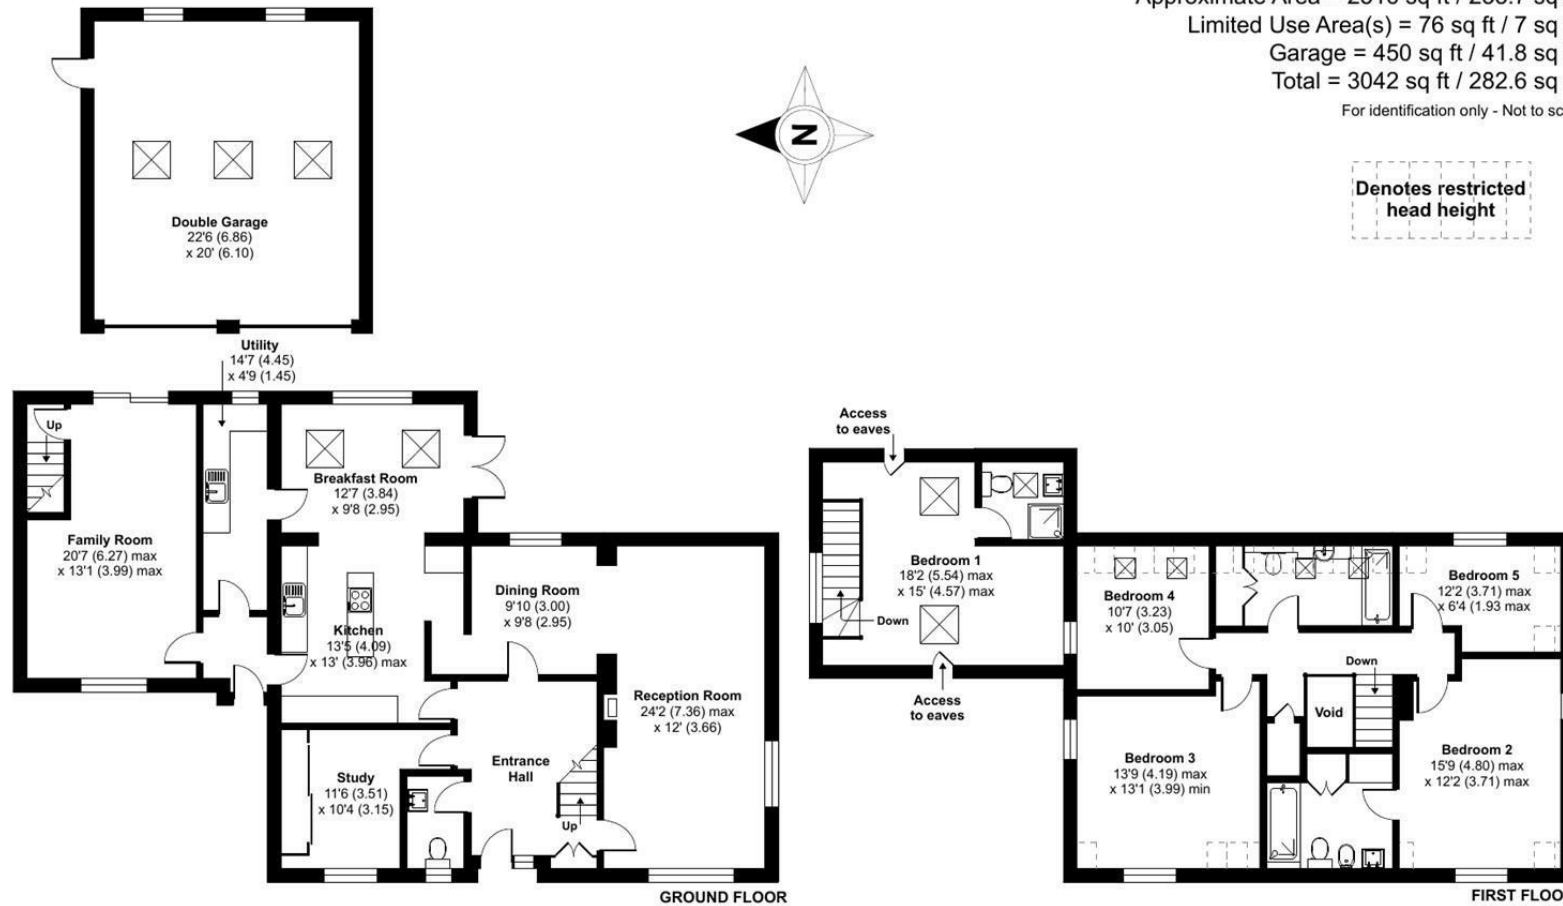 Approximate Area = 2516 sq ft / 233.7 sq
Limited Use Area(s) = 76 sq ft / 7 sq
Garage = 450 sq ft / 41.8 sq
Total = 3042 sq ft / 282.6 sq
For identification only - Not to sc
N
Denotes restricted
head height
Double Garage
22'6 (6.86)
x 20' (6.10)
Utility
14'7 (4.45)
x 4'9 (1.45)
Up
Breakfast Room
12'7 (3.84)
x 9'8 (2.95)
Family Room
20'7 (6.27) max
x 13'1 (3.99) max
Dining Room
9'10 (3.00)
x 9'8 (2.95)
Kitchen
13'5 (4.09)
x 13' (3.96) max
Reception Room
24'2 (7.36) max
x 12' (3.66)
Entrance
Hall
Study
11'6 (3.51)
x 10'4 (3.15)
Up
GROUND FLOOR
Access
to eaves
Bedroom 1
18'2 (5.54) max
x 15' (4.57) max
Down
Access
to eaves
Bedroom 4
10'7 (3.23)
x 10' (3.05)
Bedroom 5
12'2 (3.71) max
x 6'4 (1.93 max
Down
Void
Bedroom 3
13'9 (4.19) max
x 13'1 (3.99) min
Bedroom 2
15'9 (4.80) max
x 12'2 (3.71) max
FIRST FLOO